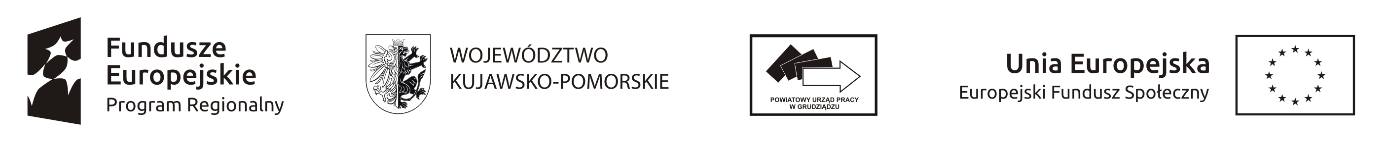 Fundusze
Europejskie
Program Regionalny
WOJEWÓDZTWO
KUJAWSKO-POMORSKIE
POWIATOWY URZĄD PRACY
W GRUDZIĄDZU
Unia Europejska
Europejski Fundusz Społeczny